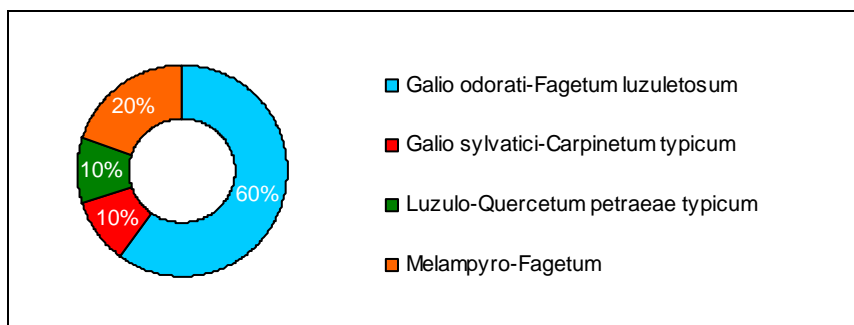 Galio odorati-Fagetum luzuletosum
20%
Galio sylvatici-Carpinetum typicum
10%
60%
Luzulo-Quercetum petraeae typicum
10%
Melampyro-Fagetum